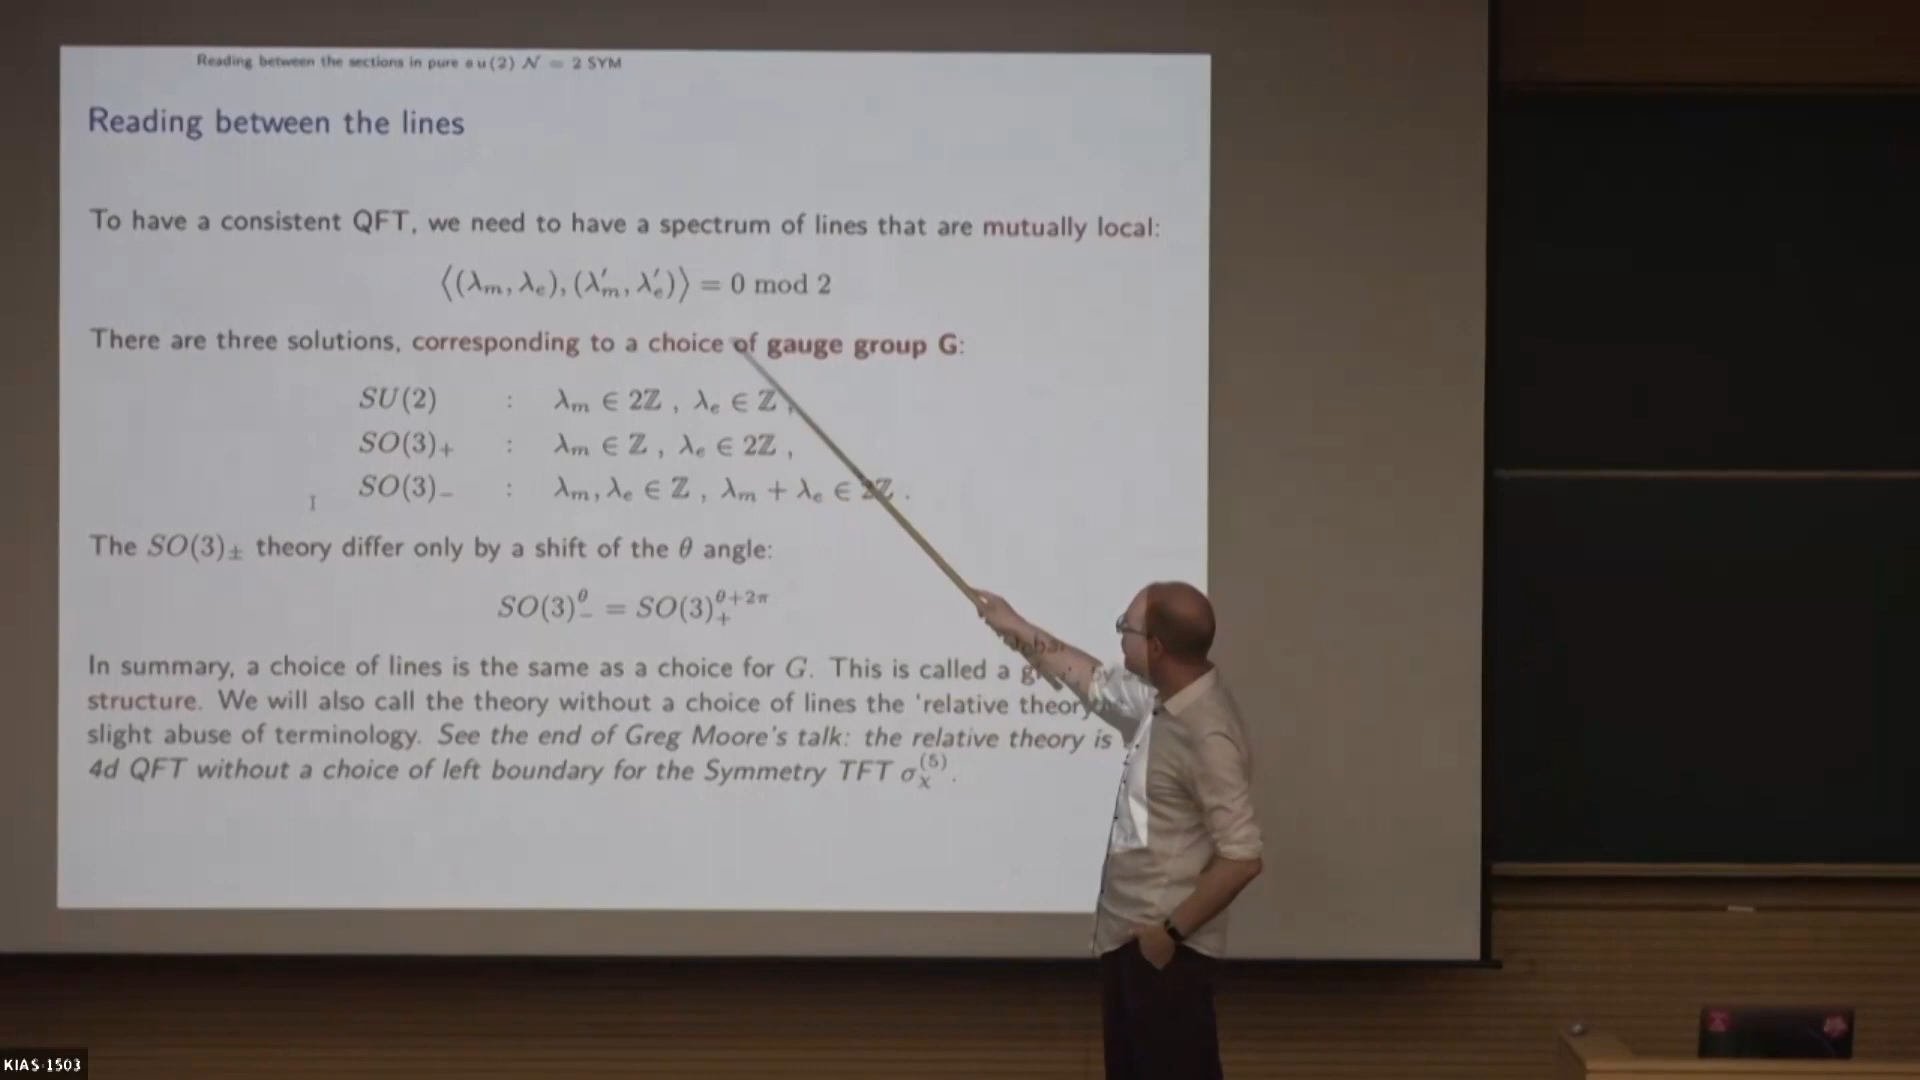 Reading between the sections in pure su(2) N = 2 SYM
Reading between the lines
To have a consistent QFT, we need to have a spectrum of lines that are mutually local:
⟨(λm, λe), (λ′m, λ′e)⟩ = 0 mod 2
There are three solutions, corresponding to a choice of gauge group G:
SU(2) : λm ∈ 2ℤ , λe ∈ ℤ ,
SO(3)+ : λm ∈ ℤ , λe ∈ 2ℤ ,
SO(3)− : λm, λe ∈ ℤ , λm + λe ∈ 2ℤ .
The SO(3)± theory differ only by a shift of the θ angle:
SO(3)−^θ = SO(3)+^{θ+2π}
In summary, a choice of lines is the same as a choice for G. This is called a
structure. We will also call the theory without a choice of lines the 'relative theory
slight abuse of terminology. See the end of Greg Moore's talk: the relative theory is
4d QFT without a choice of left boundary for the Symmetry TFT σχ^(5).
KIAS 1503